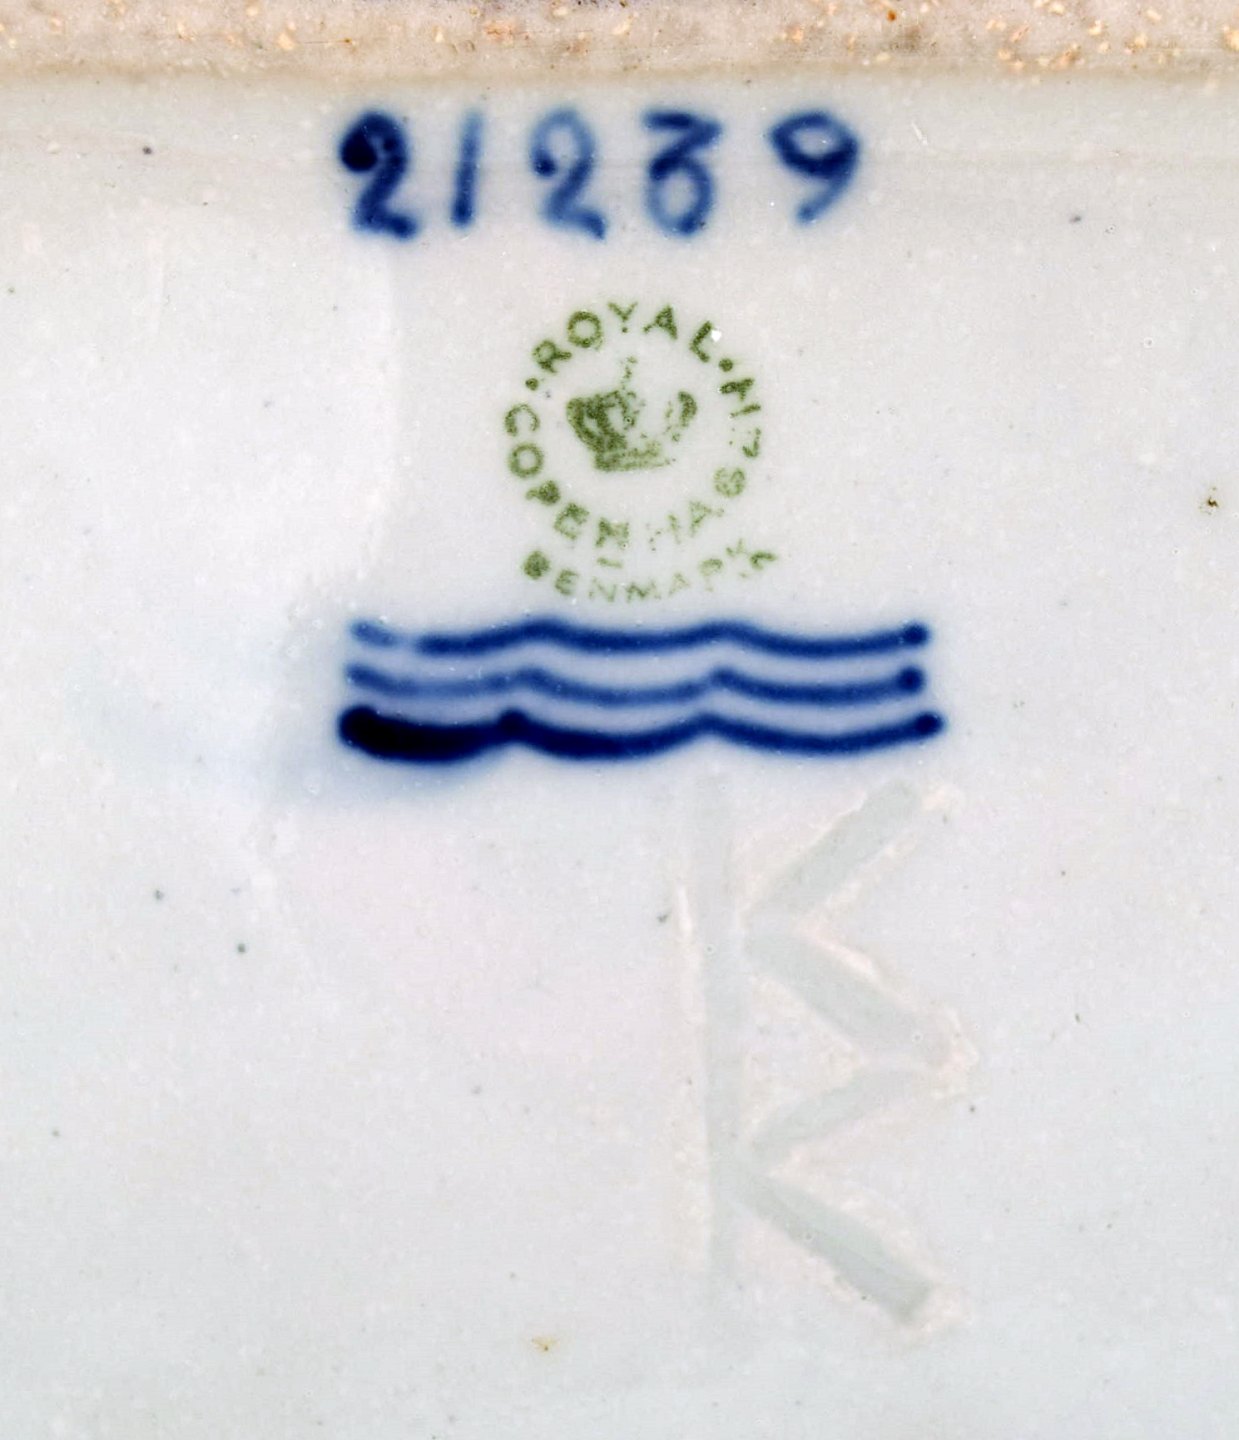 21239
ROYAL
COPENHAGEN
DENMARK